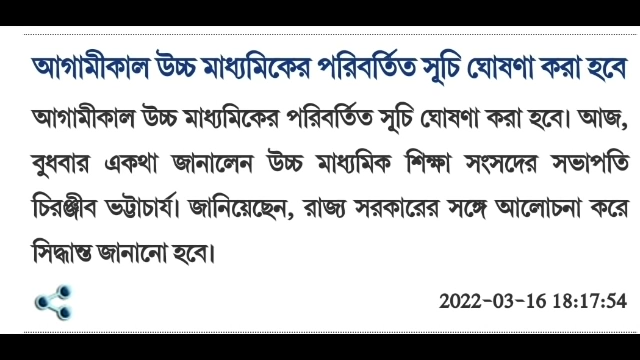 আগামীকাল উচ্চ মাধ্যমিকের পরিবর্তিত সূচি ঘোষণা করা হবে
আগামীকাল উচ্চ মাধ্যমিকের পরিবর্তিত সূচি ঘোষণা করা হবে। আজ,
বুধবার একথা জানালেন উচ্চ মাধ্যমিক শিক্ষা সংসদের সভাপতি
চিরঞ্জীব ভট্টাচার্য। জানিয়েছেন, রাজ্য সরকারের সঙ্গে আলোচনা করে
সিদ্ধান্ত জানানো হবে।
2022-03-16 18:17:54